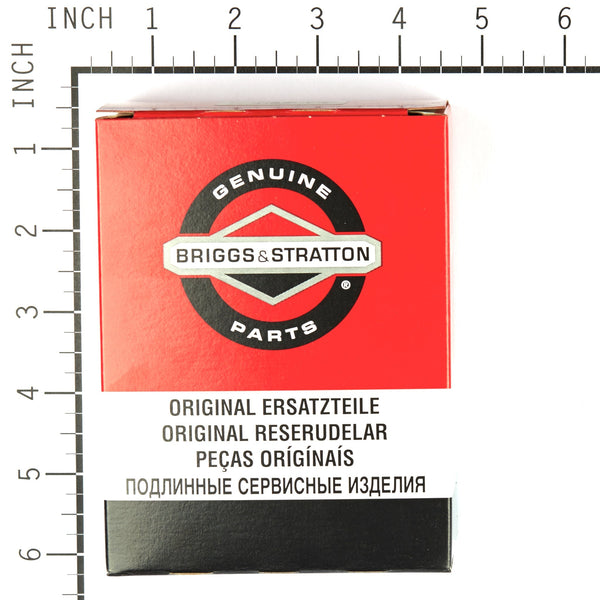 INCH 1 2 3 4 5 6
INCH
1
2
3
4
5
6
GENUINE
BRIGGS & STRATTON
®
PARTS
ORIGINAL ERSATZTEILE
ORIGINAL RESERUDELAR
PEÇAS ORÍGÍNAÍS
ПОДЛИННЫЕ СЕРВИСНЫЕ ИЗДЕЛИЯ